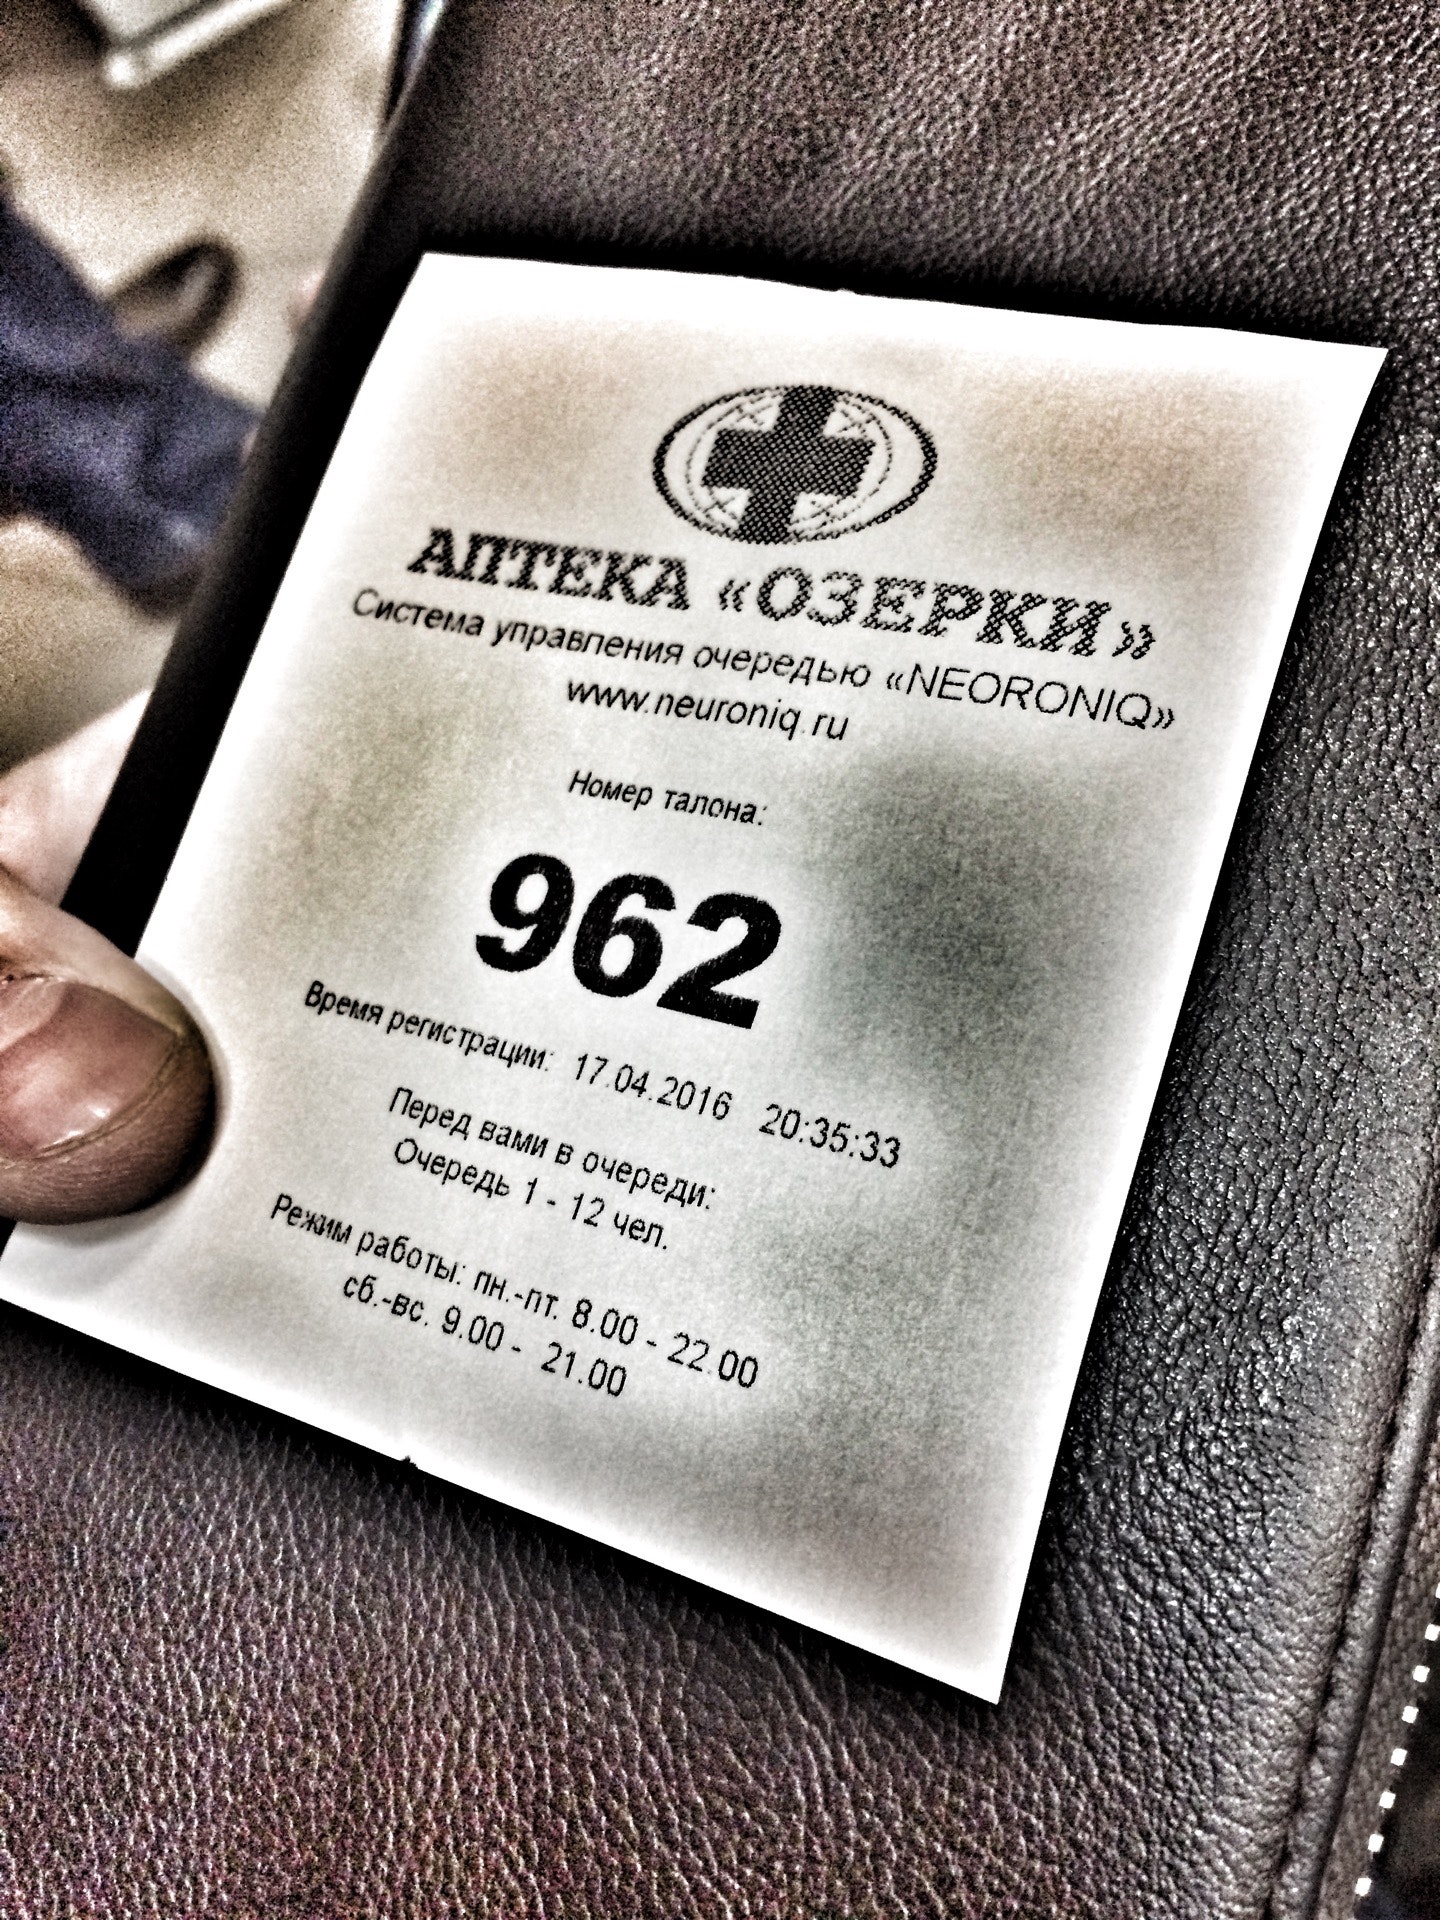 АПТЕКА «ОЗЕРКИ»
Система управления очередью «NEORONIQ»
www.neuroniq.ru
Номер талона:
962
Время регистрации: 17.04.2016 20:35:33
Перед вами в очереди:
Очередь 1 - 12 чел.
Режим работы: пн.-пт. 8.00 - 22.00
сб.-вс. 9.00 - 21.00